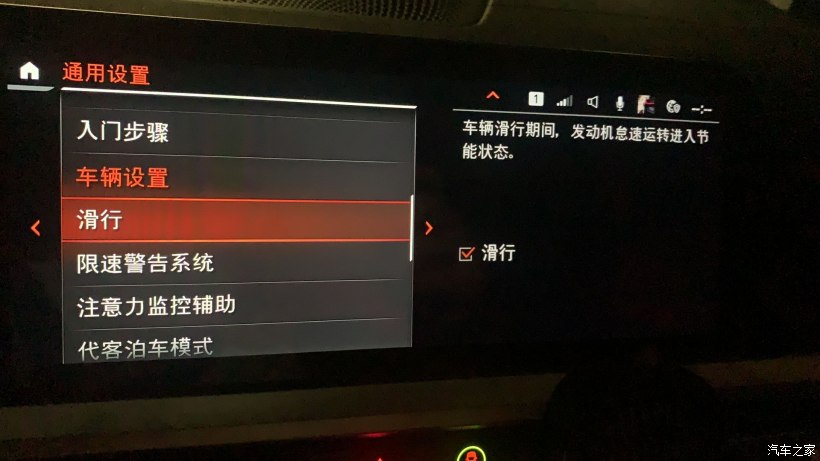 通用设置
入门步骤
车辆设置
滑行
限速警告系统
注意力监控辅助
代客泊车模式
1
车辆滑行期间，发动机怠速运转进入节
能状态。
滑行
汽车之家